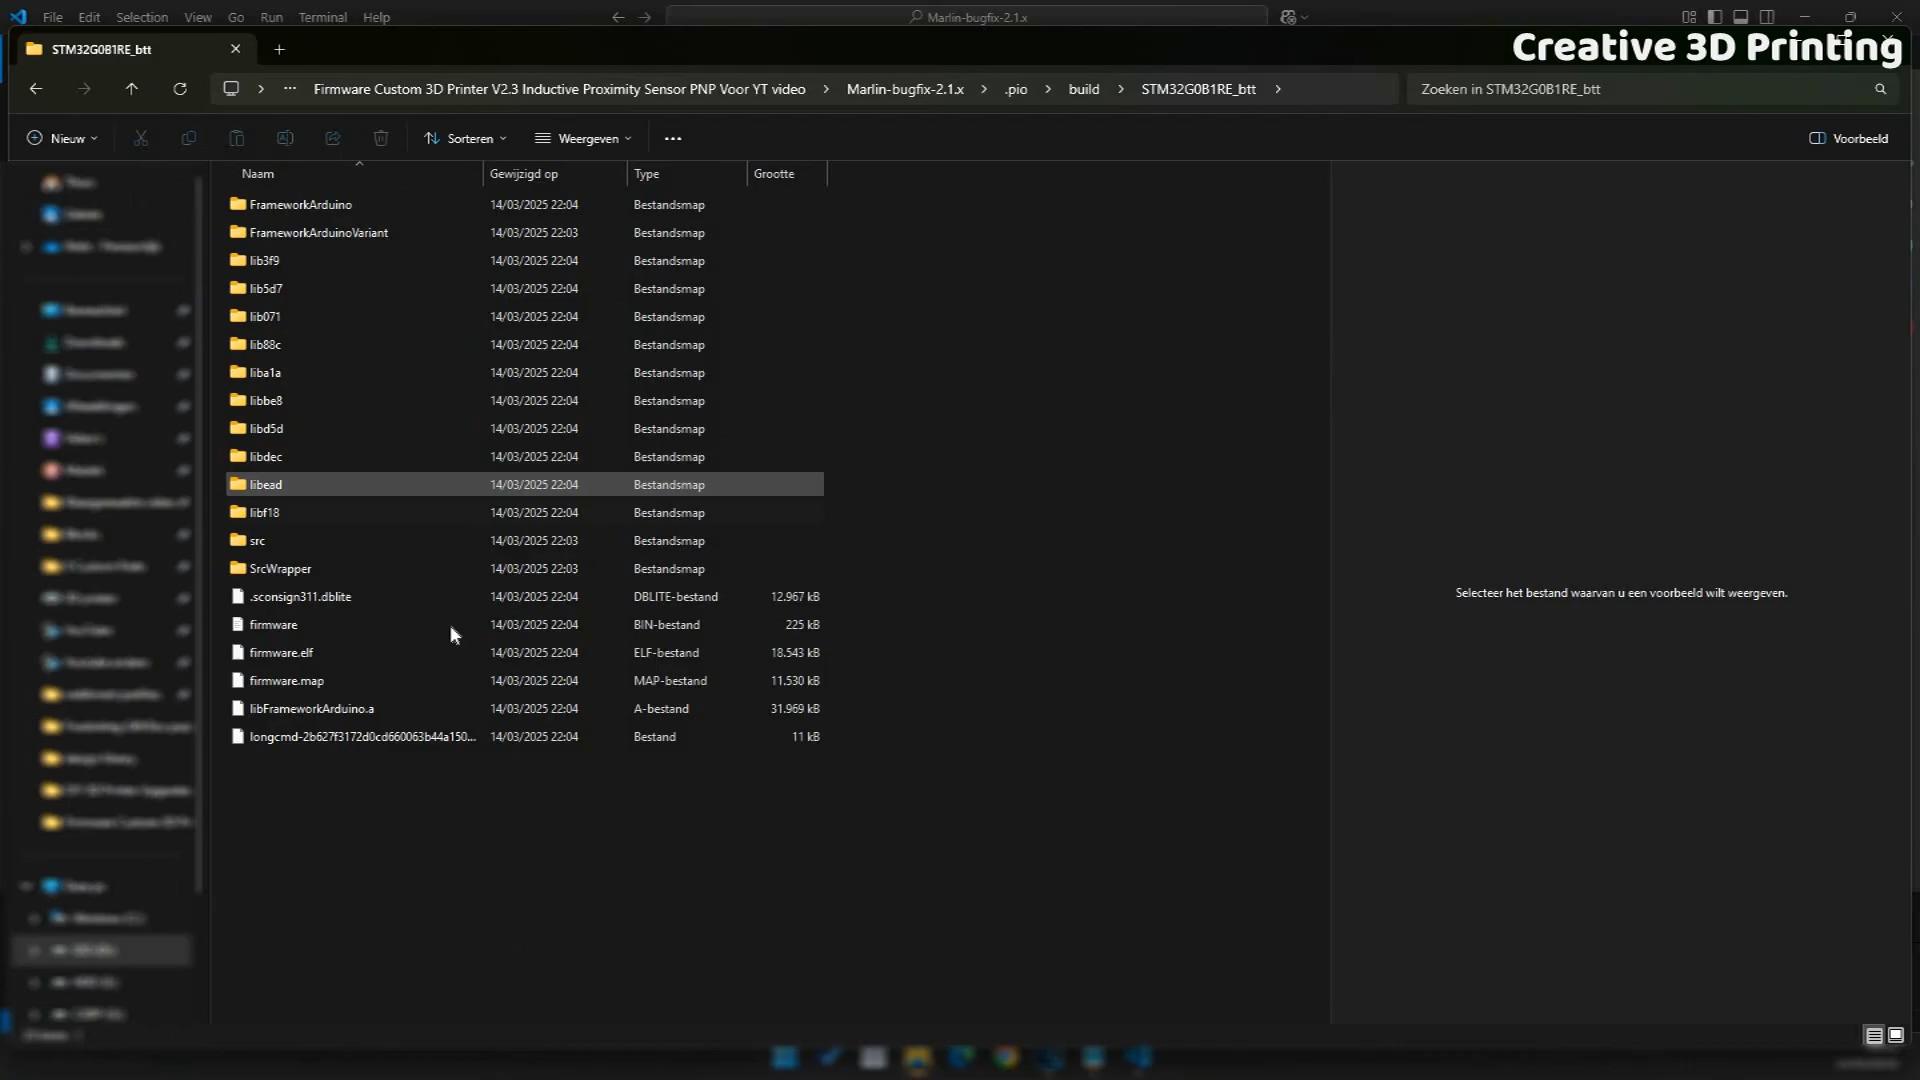 File Edit Selection View Go Run Terminal Help
Marlin-bugfix-2.1.x
STM32G0B1RE_btt
Creative 3D Printing
Firmware Custom 3D Printer V2.3 Inductive Proximity Sensor PNP Voor YT video > Marlin-bugfix-2.1.x > .pio > build > STM32G0B1RE_btt >
Zoeken in STM32G0B1RE_btt
Nieuw Sorteren Weergeven ... Voorbeeld
Naam Gewijzigd op Type Grootte
FrameworkArduino 14/03/2025 22:04 Bestandsmap
FrameworkArduinoVariant 14/03/2025 22:03 Bestandsmap
lib3f9 14/03/2025 22:04 Bestandsmap
lib5d7 14/03/2025 22:04 Bestandsmap
lib071 14/03/2025 22:04 Bestandsmap
lib88c 14/03/2025 22:04 Bestandsmap
liba1a 14/03/2025 22:04 Bestandsmap
libbe8 14/03/2025 22:04 Bestandsmap
libd5d 14/03/2025 22:04 Bestandsmap
libdec 14/03/2025 22:04 Bestandsmap
libead 14/03/2025 22:04 Bestandsmap
libf18 14/03/2025 22:04 Bestandsmap
src 14/03/2025 22:03 Bestandsmap
SrcWrapper 14/03/2025 22:03 Bestandsmap
.sconsign311.dblite 14/03/2025 22:04 DBLITE-bestand 12.967 kB
firmware 14/03/2025 22:04 BIN-bestand 225 kB
firmware.elf 14/03/2025 22:04 ELF-bestand 18.543 kB
firmware.map 14/03/2025 22:04 MAP-bestand 11.530 kB
libFrameworkArduino.a 14/03/2025 22:04 A-bestand 31.969 kB
longcmd-2b627f3172d0cd660063b44a150... 14/03/2025 22:04 Bestand 11 kB
Selecteer het bestand waarvan u een voorbeeld wilt weergeven.